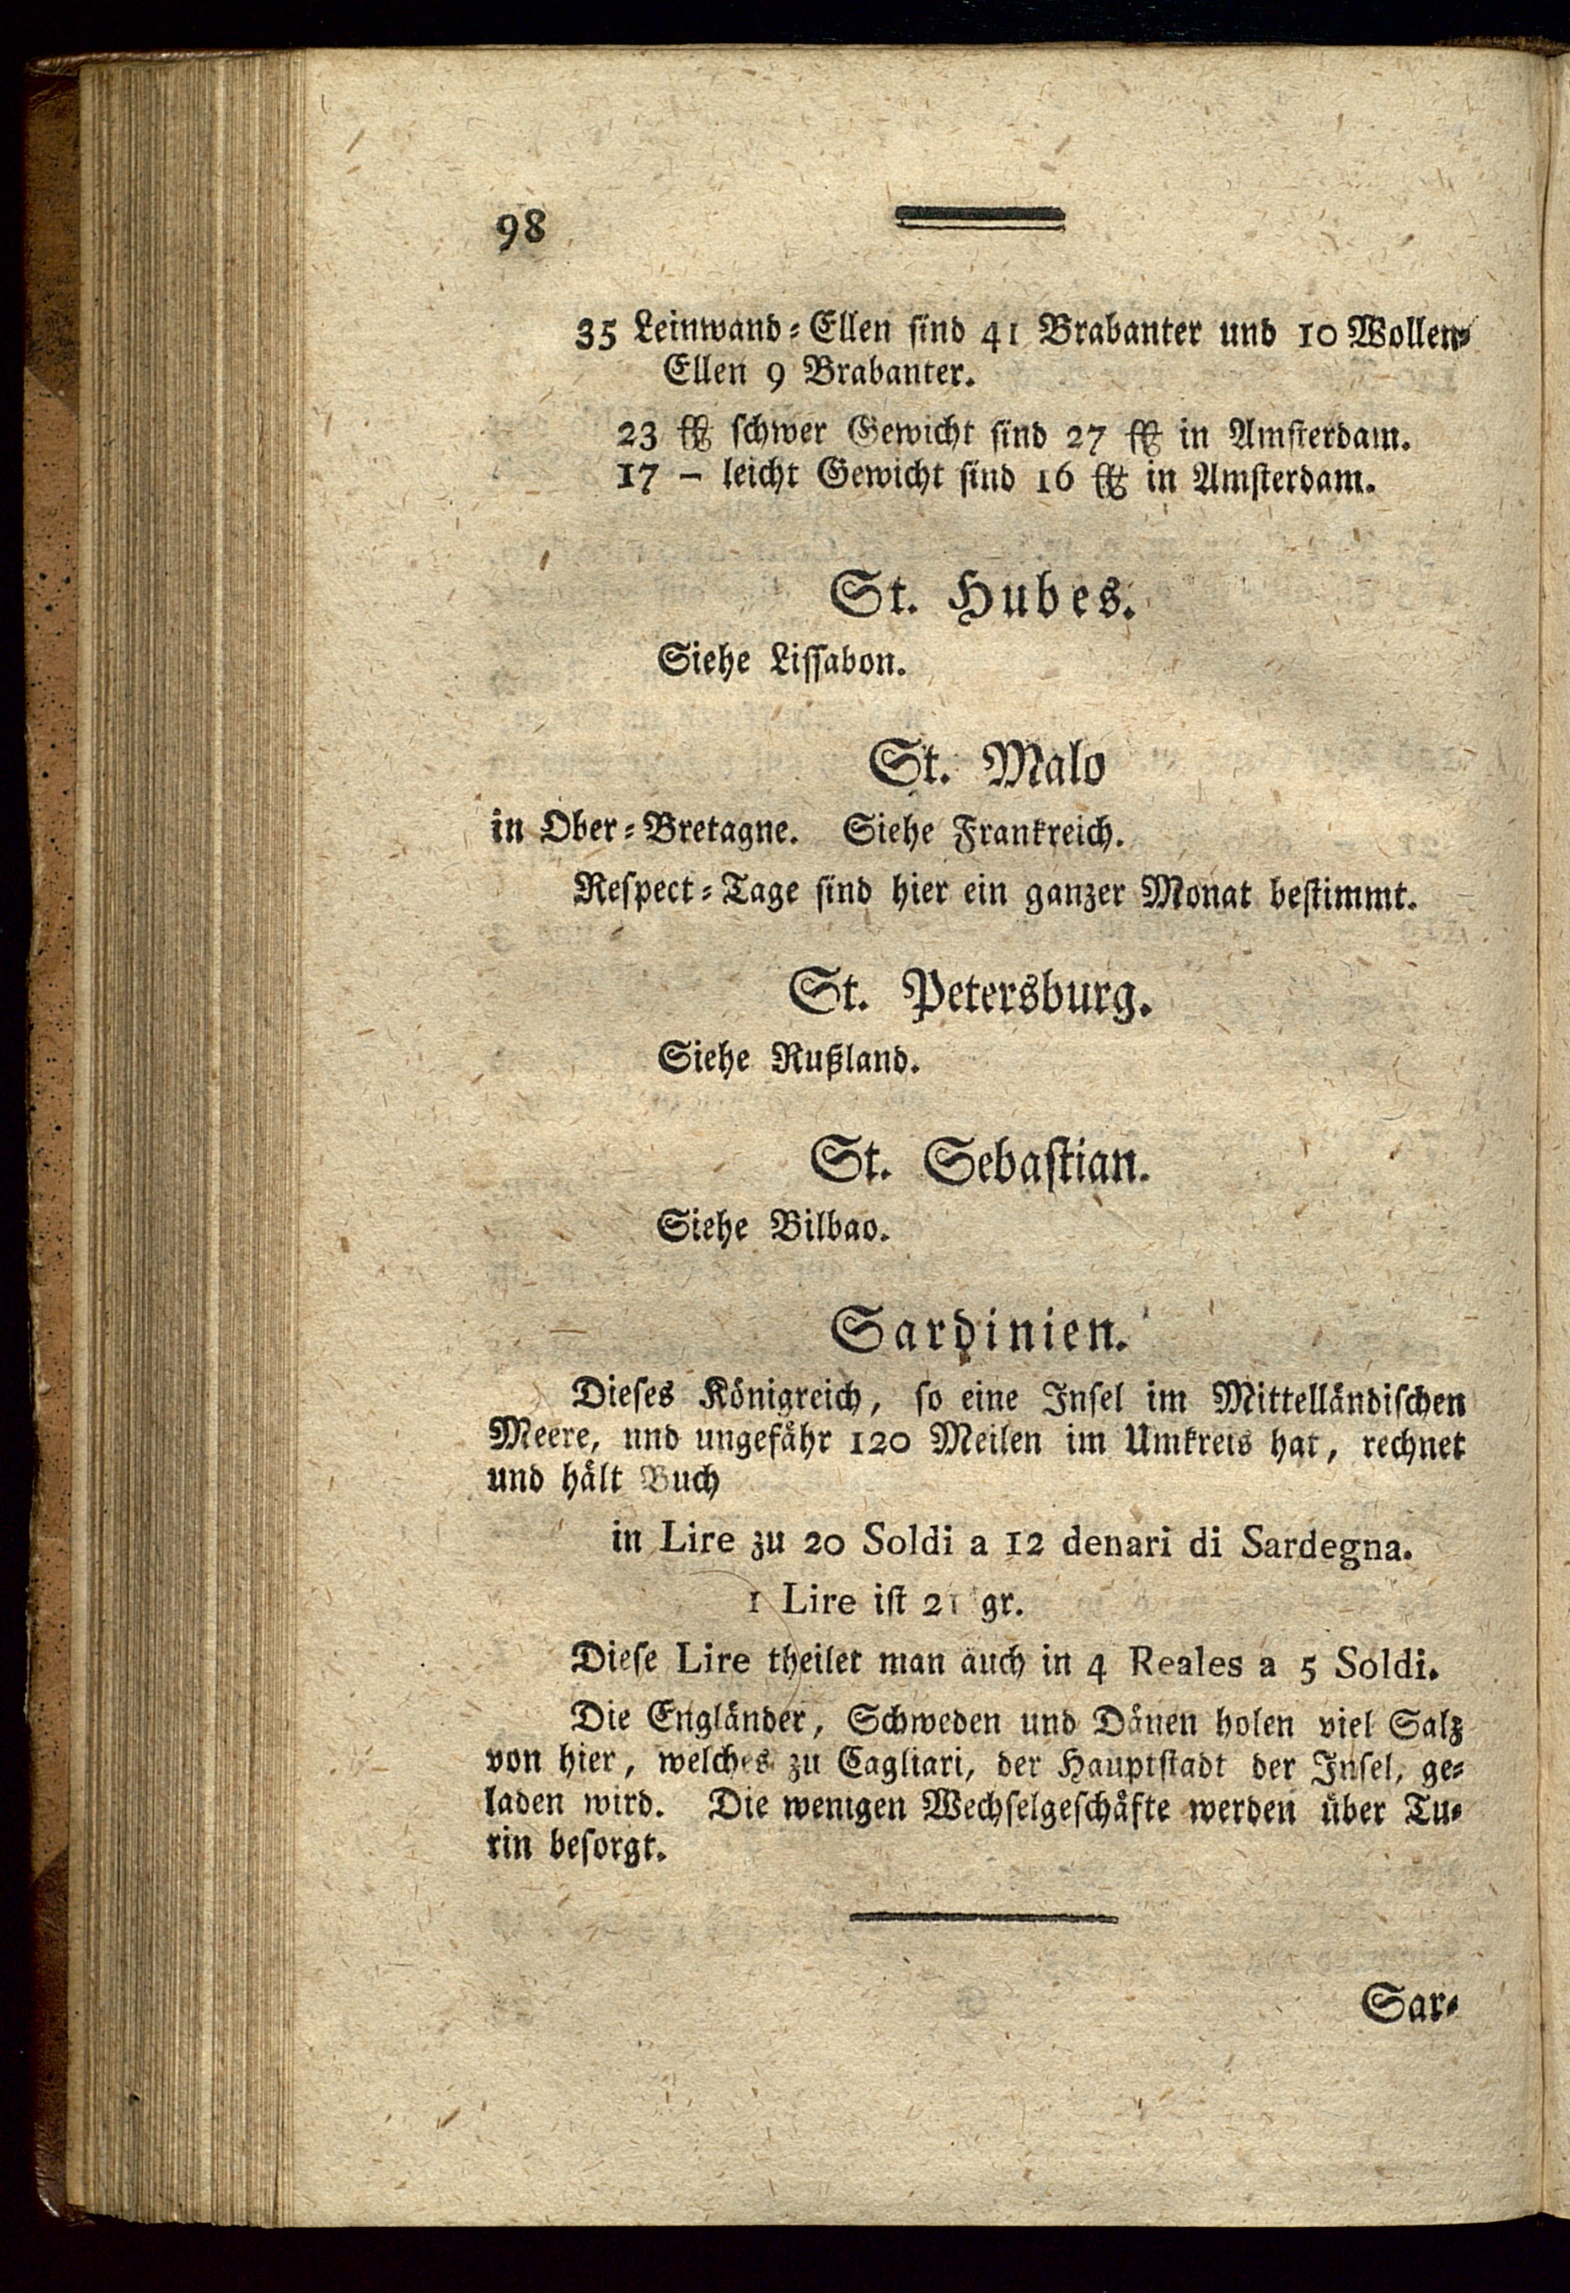 98
35 Leinwand-Ellen sind 41 Brabanter und 10 Wollen-
Ellen 9 Brabanter.
23 ℔ schwer Gewicht sind 27 ℔ in Amsterdam.
17 – leicht Gewicht sind 16 ℔ in Amsterdam.
St. Hubes.
Siehe Lissabon.
St. Malo
in Ober-Bretagne. Siehe Frankreich.
Respect-Tage sind hier ein ganzer Monat bestimmt.
St. Petersburg.
Siehe Rußland.
St. Sebastian.
Siehe Bilbao.
Sardinien.
Dieses Königreich, so eine Insel im Mittelländischen
Meere, und ungefähr 120 Meilen im Umkreis hat, rechnet
und hält Buch
in Lire zu 20 Soldi a 12 denari di Sardegna.
1 Lire ist 21 gr.
Diese Lire theilet man auch in 4 Reales a 5 Soldi.
Die Engländer, Schweden und Dänen holen viel Salz
von hier, welches zu Cagliari, der Hauptstadt der Insel, ge-
laden wird. Die wenigen Wechselgeschäfte werden über Tu-
rin besorgt.
Sar-